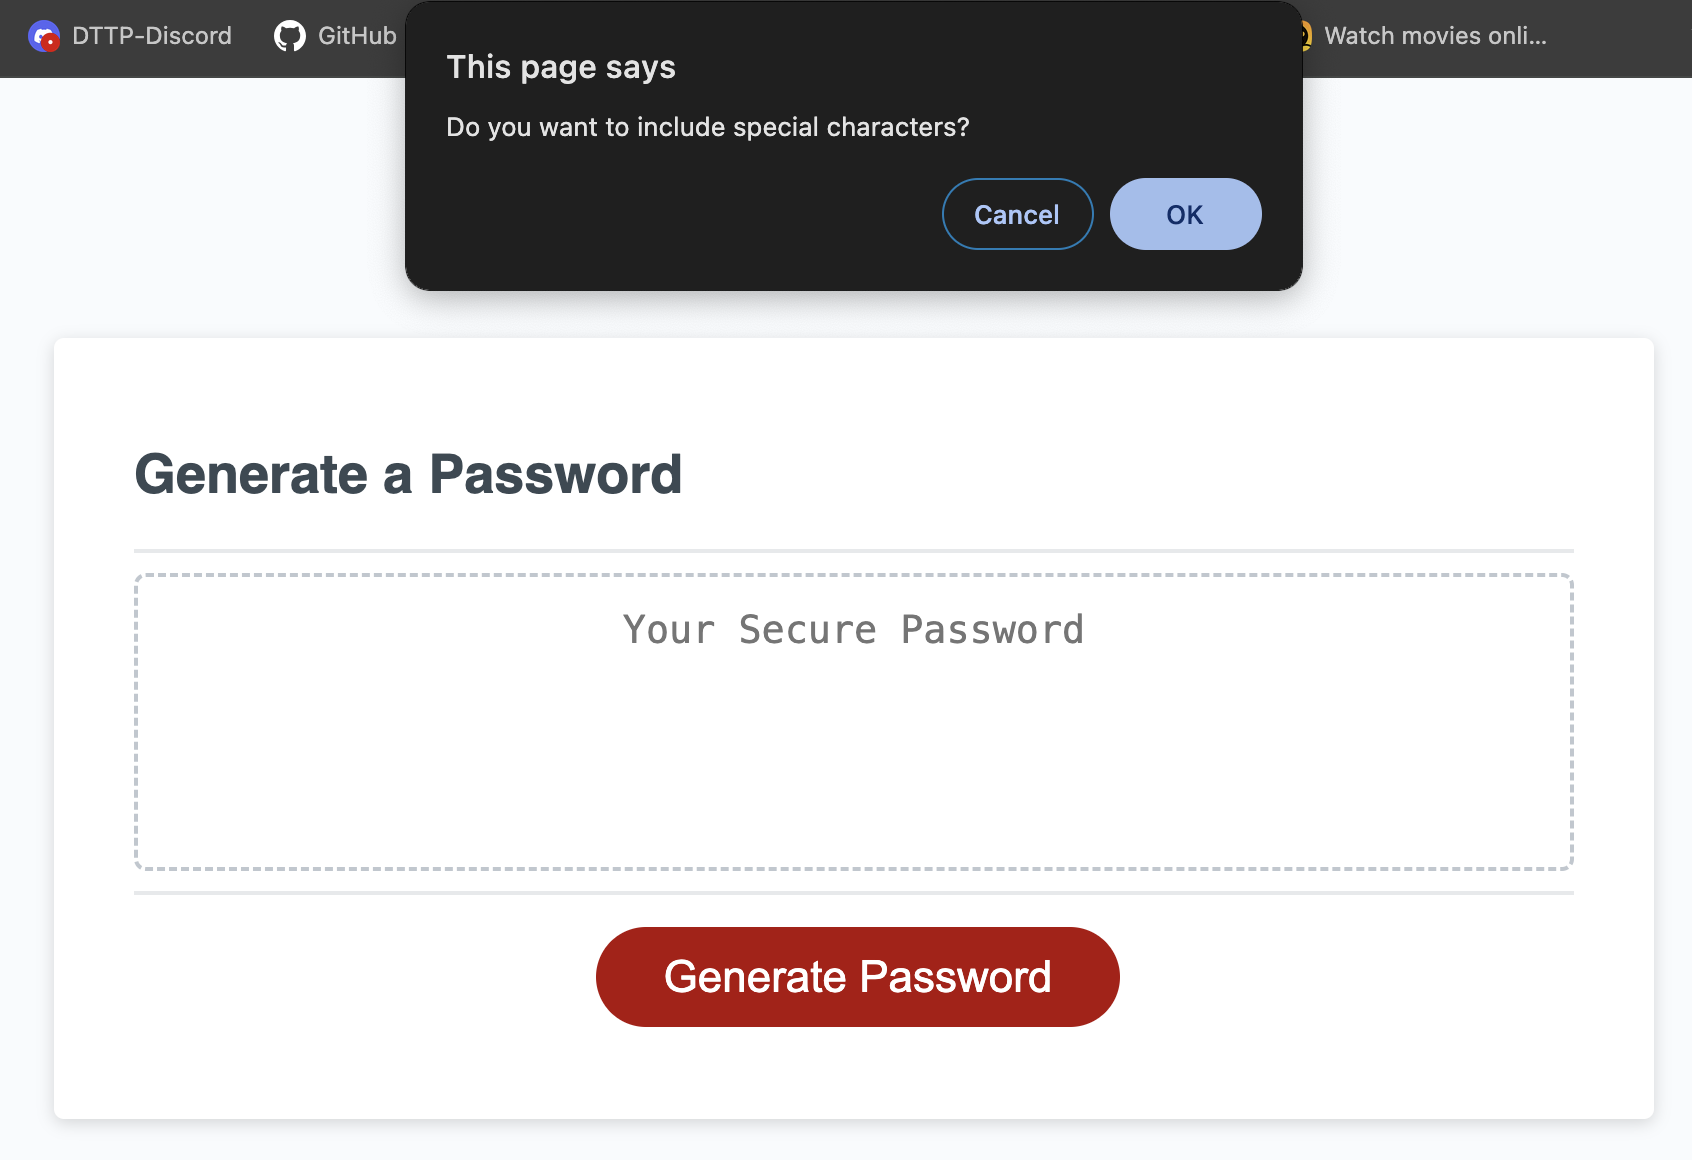 DTTP-Discord
GitHub
Watch movies onli...
This page says
Do you want to include special characters?
Cancel
OK
Generate a Password
Your Secure Password
Generate Password